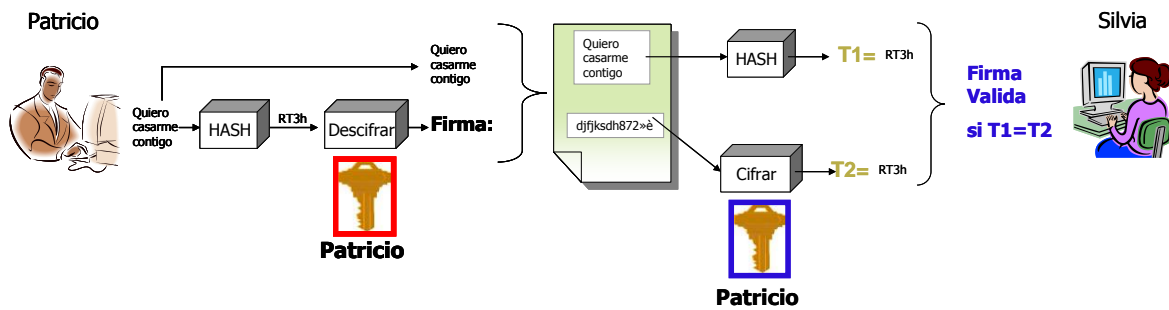 Patricio
Quiero
casarme
contigo
HASH
RT3h
Descifrar
Patricio
Quiero
casarme
contigo
Firma:
Quiero
casarme
contigo
djfjksdh872»è
HASH
T1= RT3h
Cifrar
T2= RT3h
Patricio
Firma
Valida
si T1=T2
Silvia